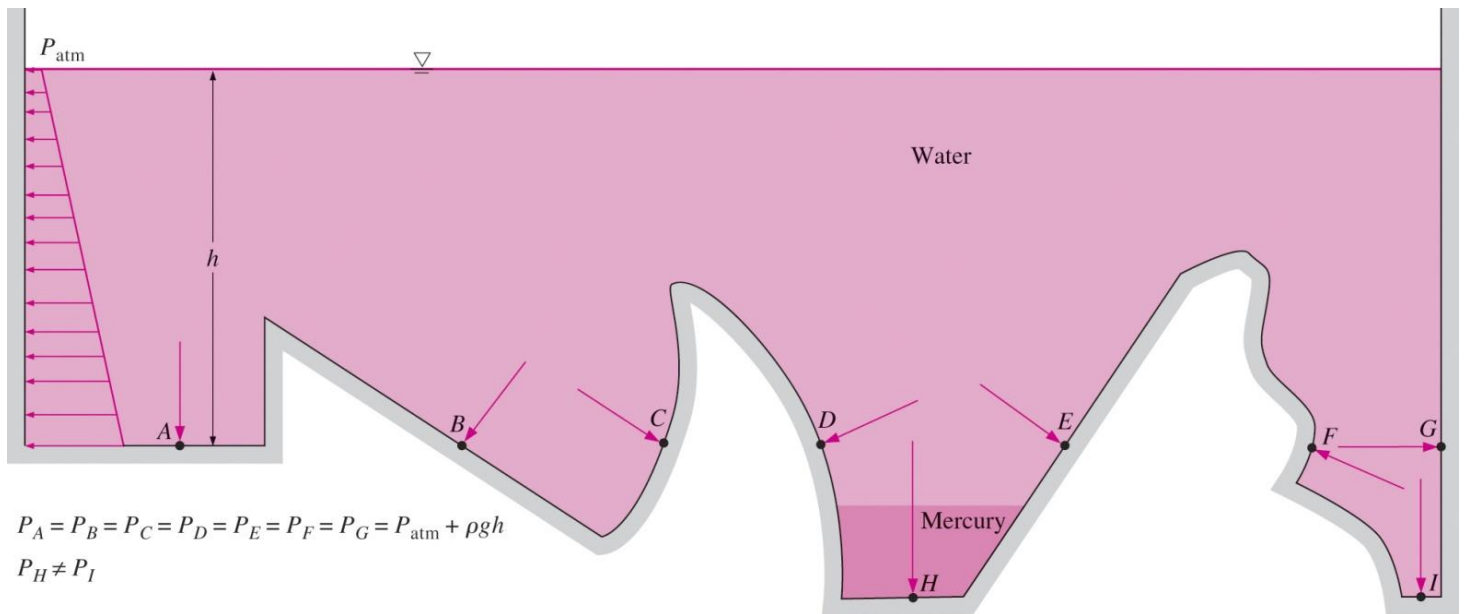 P_atm
Water
h
A
B
C
D
E
F
G
Mercury
P_A = P_B = P_C = P_D = P_E = P_F = P_G = P_atm + ρgh
P_H ≠ P_I
H
I